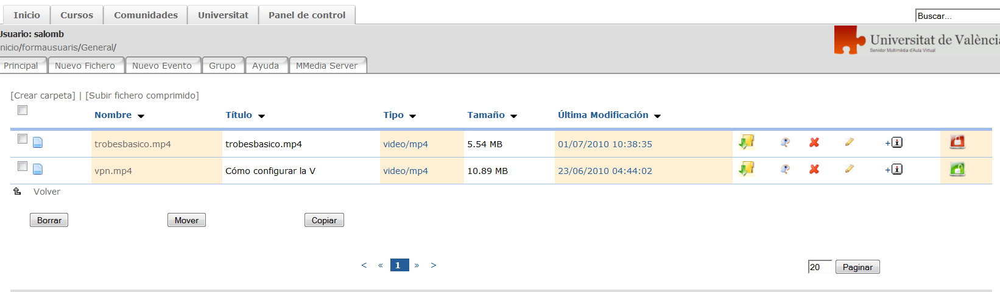 Inicio Cursos Comunidades Universitat Panel de control Buscar...
Usuario: salomb
nicio/formausuaris/General/
Universitat de València
Servidor Multimèdia d'Aula Virtual
Principal Nuevo Fichero Nuevo Evento Grupo Ayuda MMedia Server
[Crear carpeta] | [Subir fichero comprimido]
Nombre Título Tipo Tamaño Última Modificación
trobesbasico.mp4 trobesbasico.mp4 video/mp4 5.54 MB 01/07/2010 10:38:35 +i
vpn.mp4 Cómo configurar la V video/mp4 10.89 MB 23/06/2010 04:44:02 +i
Volver
Borrar Mover Copiar
< « 1 » > 20 Paginar